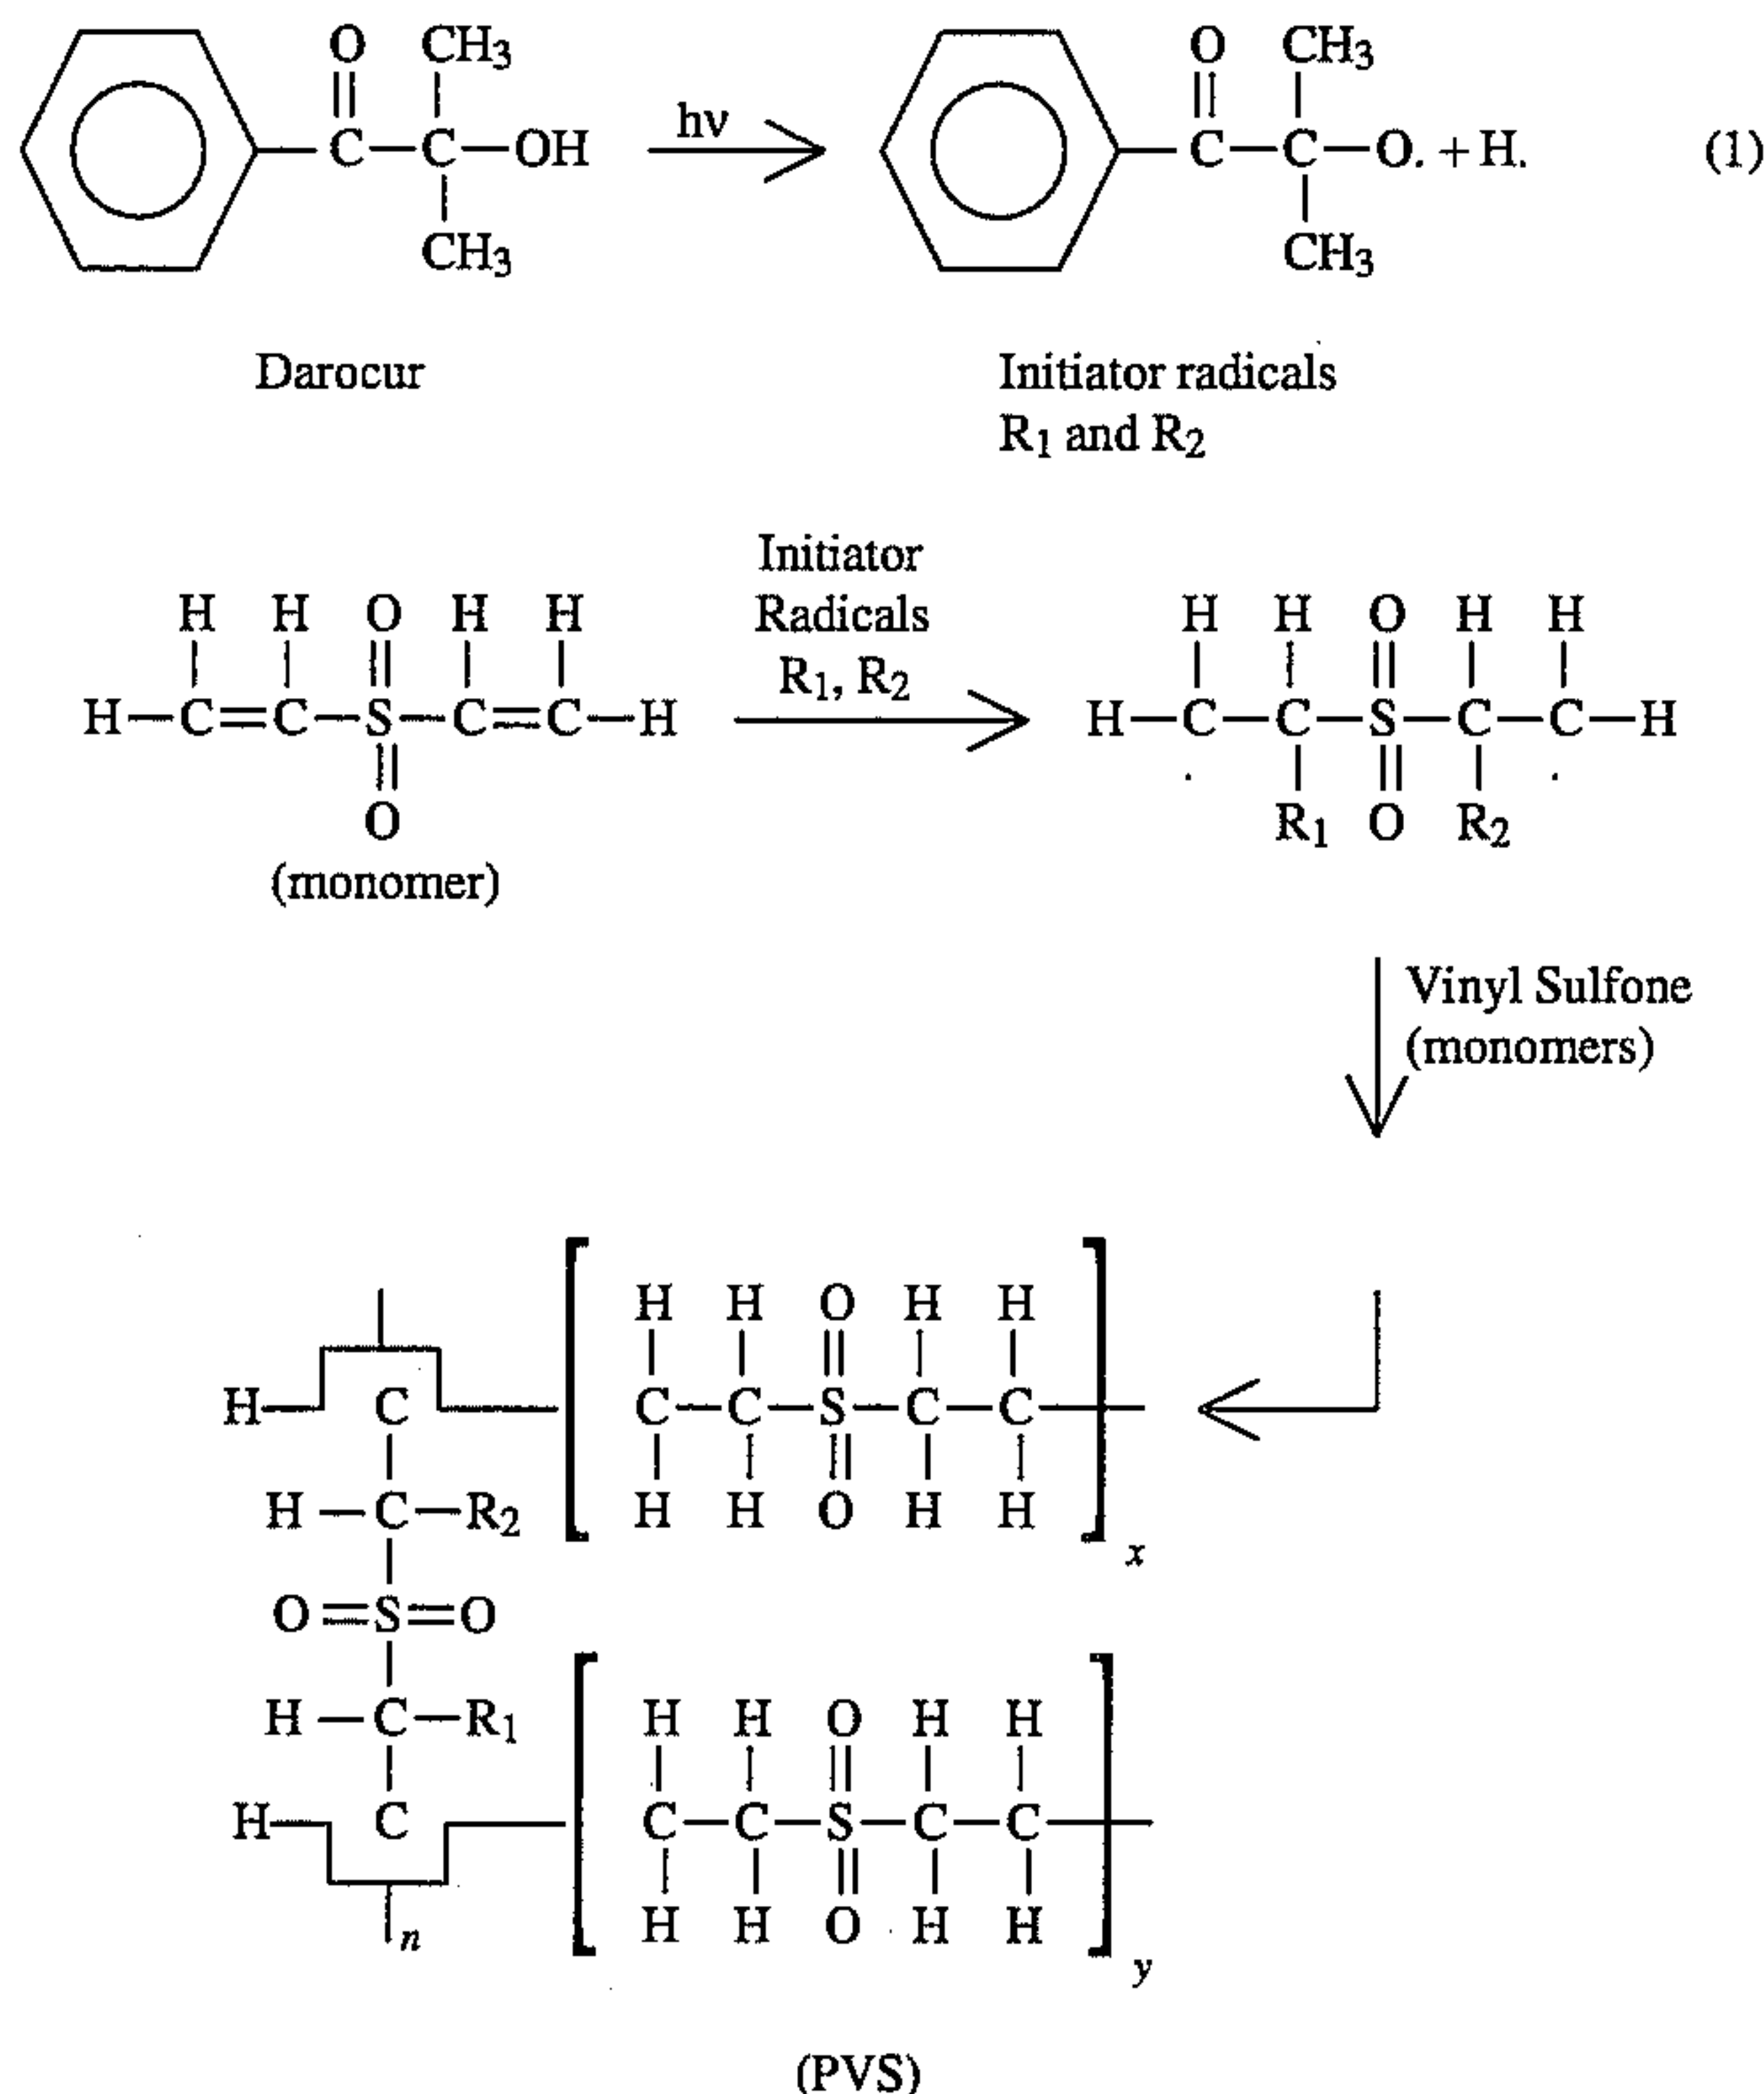 O CH3 O CH3
C C OH hν C C O. + H. (1)
CH3 CH3
Darocur Initiator radicals
R1 and R2
Initiator
Radicals
R1, R2
H H O H H H H O H H
H C C S C C H H C C S C C H
O R1 O R2
(monomer)
Vinyl Sulfone
(monomers)
H H O H H
H C C C S C C
H C R2 H H O H H
x
O S O
H C R1 H H O H H
H C C C S C C
H H O H H
n
y
(PVS)